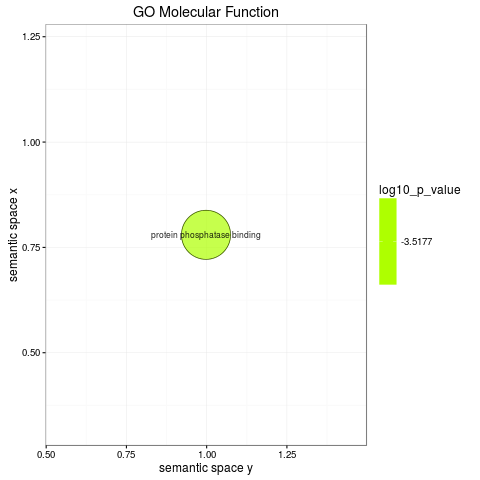 GO Molecular Function
1.25
1.00
0.75
0.50
semantic space x
protein phosphatase binding
0.50
0.75
1.00
1.25
semantic space y
log10_p_value
-3.5177